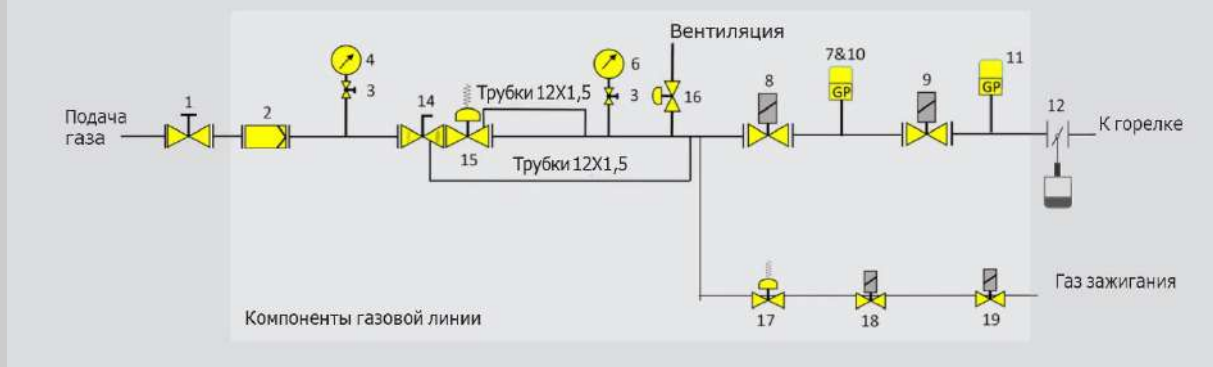 Вентиляция
4
6
7&10
11
8
9
3
3
1
14
Трубки 12X1,5
16
GP
GP
12
Подача
газа
2
К горелке
15
Трубки 12X1,5
Газ зажигания
Компоненты газовой линии
17
18
19